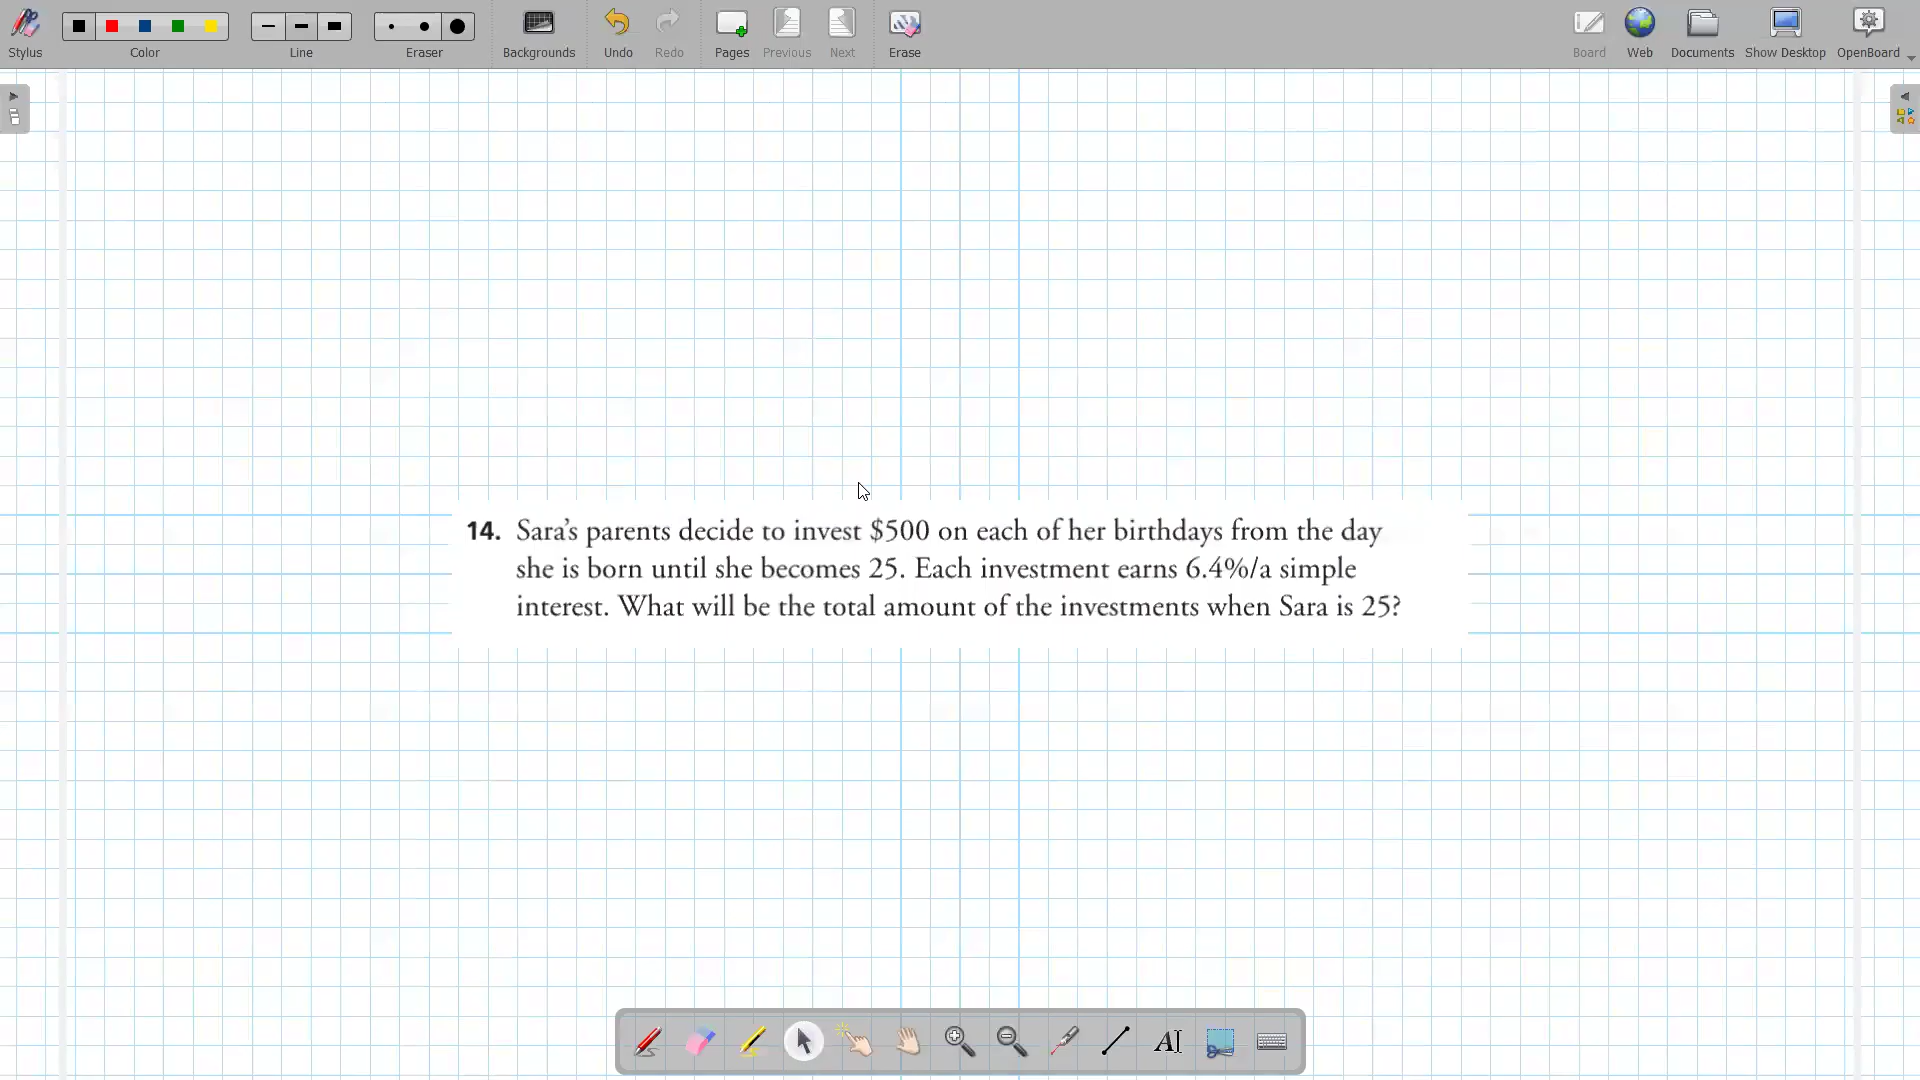 Stylus
Color
Line
Eraser
Backgrounds
Undo
Redo
Pages
Previous
Next
Erase
Board
Web
Documents
Show Desktop
OpenBoard
14. Sara's parents decide to invest $500 on each of her birthdays from the day
she is born until she becomes 25. Each investment earns 6.4%/a simple
interest. What will be the total amount of the investments when Sara is 25?